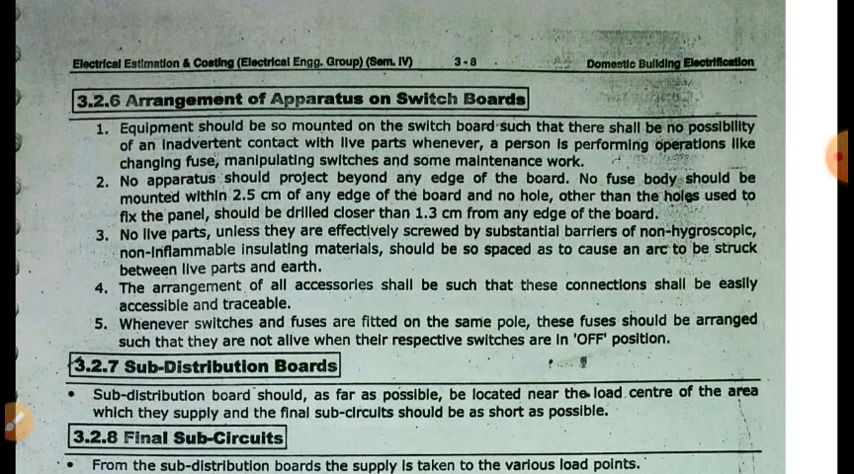 Electrical Estimation & Costing (Electrical Engg. Group) (Sem. IV) 3 - 8 Domestic Building Electrification
3.2.6 Arrangement of Apparatus on Switch Boards
1. Equipment should be so mounted on the switch board such that there shall be no possibility
of an inadvertent contact with live parts whenever, a person is performing operations like
changing fuse, manipulating switches and some maintenance work.
2. No apparatus should project beyond any edge of the board. No fuse body should be
mounted within 2.5 cm of any edge of the board and no hole, other than the holes used to
fix the panel, should be drilled closer than 1.3 cm from any edge of the board.
3. No live parts, unless they are effectively screwed by substantial barriers of non-hygroscopic,
non-inflammable insulating materials, should be so spaced as to cause an arc to be struck
between live parts and earth.
4. The arrangement of all accessories shall be such that these connections shall be easily
accessible and traceable.
5. Whenever switches and fuses are fitted on the same pole, these fuses should be arranged
such that they are not alive when their respective switches are in 'OFF' position.
3.2.7 Sub-Distribution Boards
• Sub-distribution board should, as far as possible, be located near the load centre of the area
which they supply and the final sub-circuits should be as short as possible.
3.2.8 Final Sub-Circuits
• From the sub-distribution boards the supply is taken to the various load points.